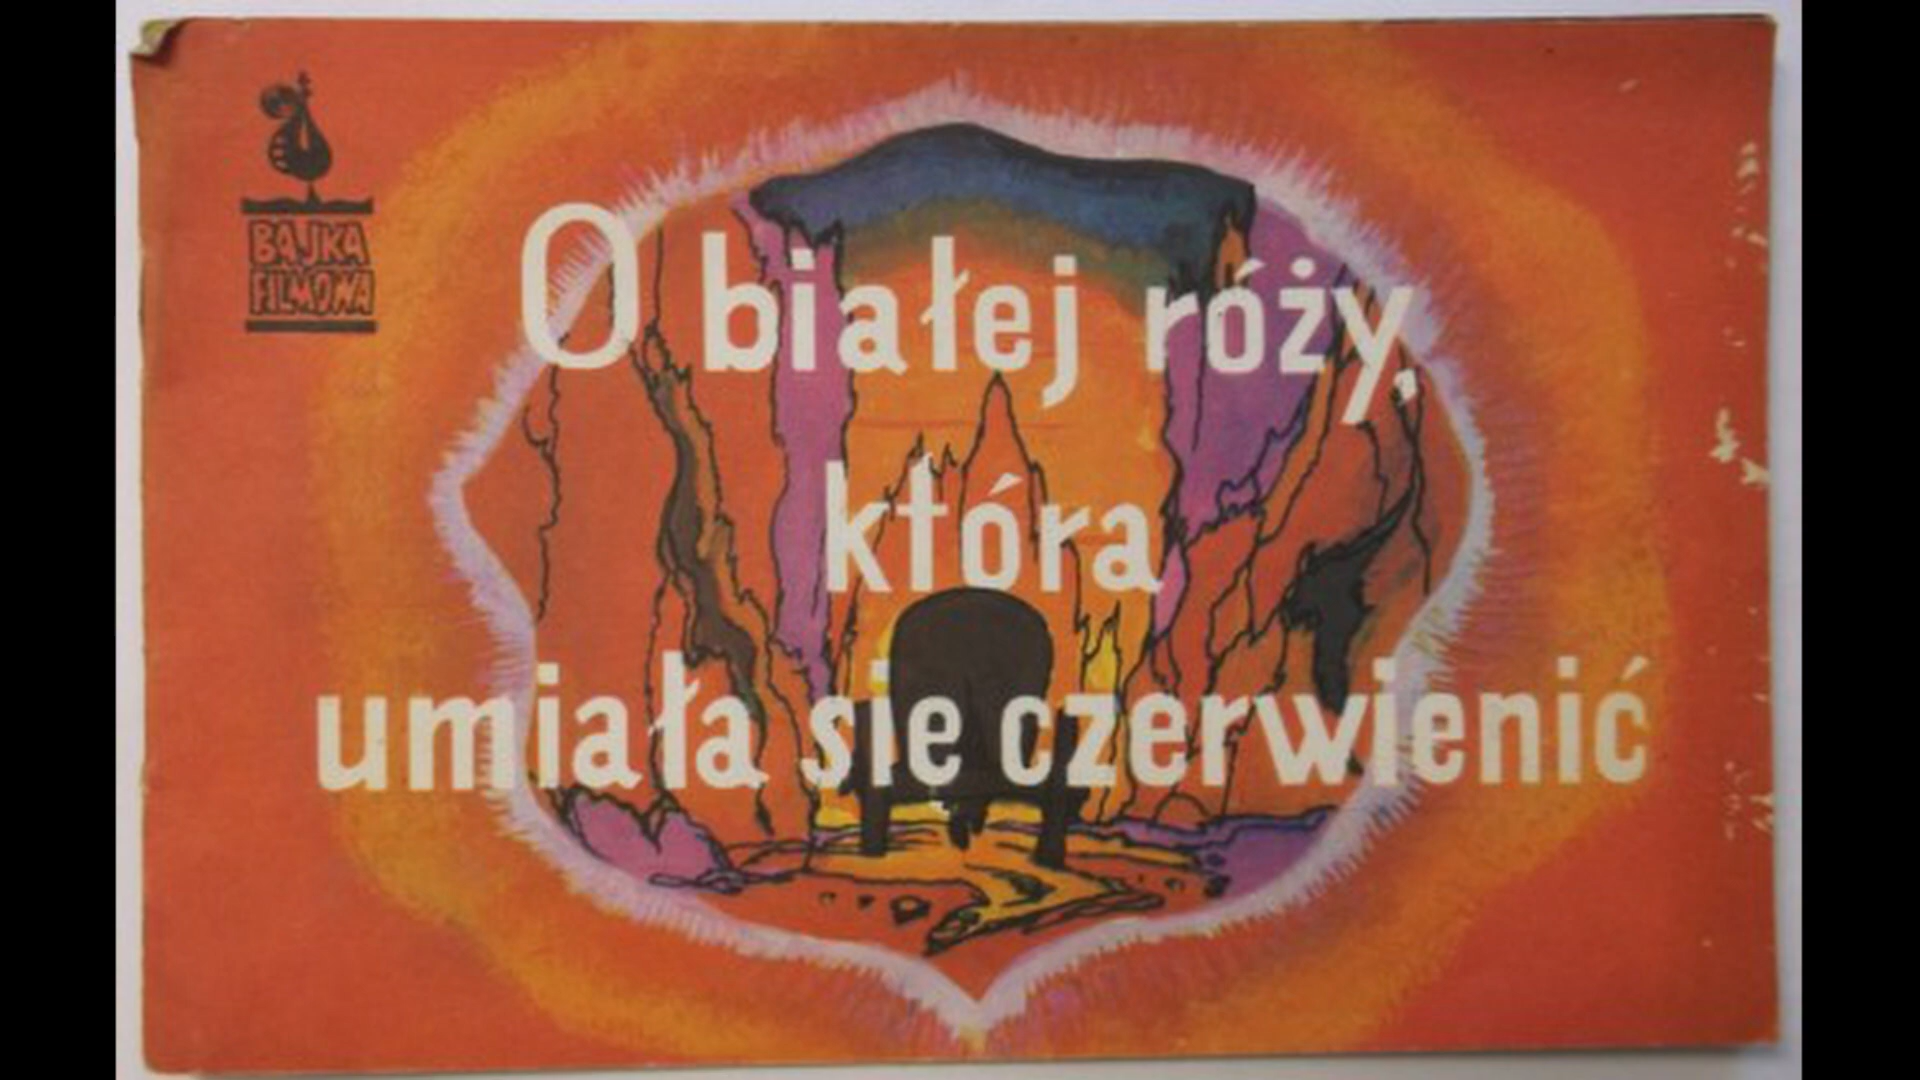 BAJKA
FILMOWA
O białej róży,
która
umiała się czerwienić